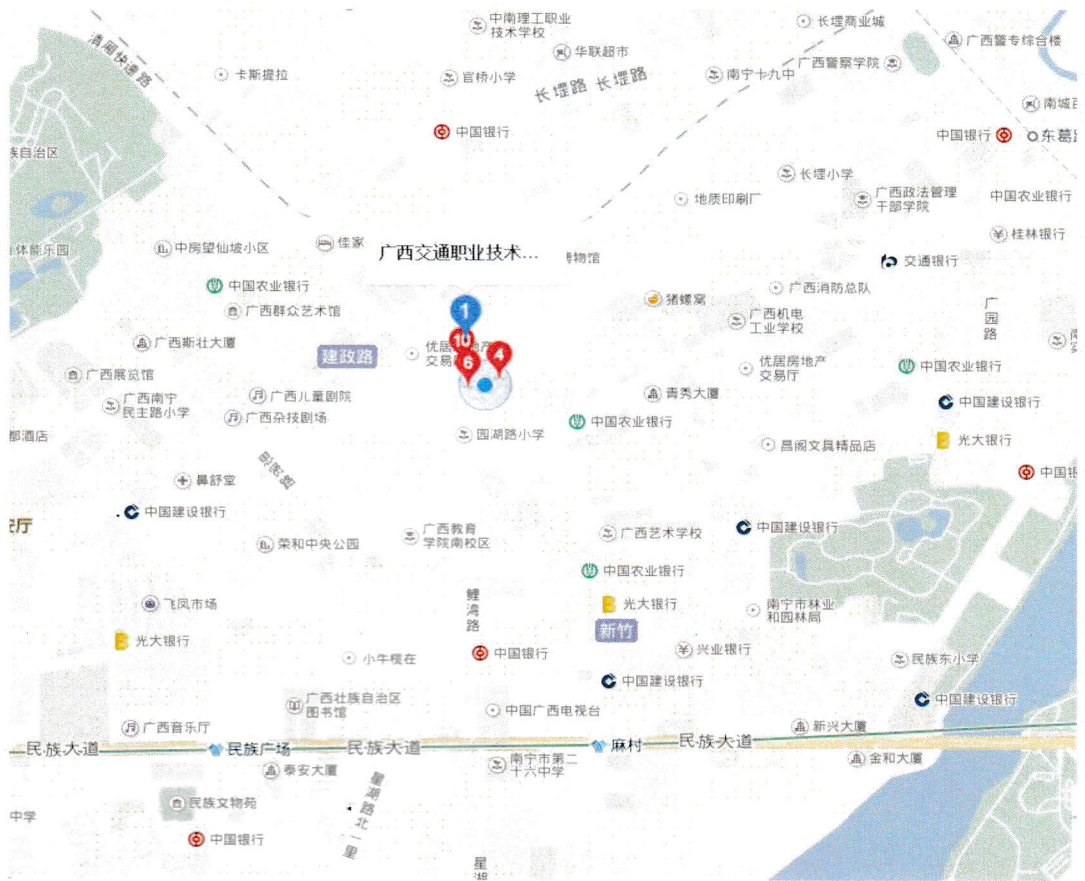 中南理工职业
技术学校
长堽商业城
华联超市
广西警专综合楼
清厢快速路
卡斯提拉
官桥小学
长堽路 长堽路
南宁十九中
广西警察学院
南城百
中国银行
中国银行
东葛路
族自治区
长堽小学
地质印刷厂
广西政法管理
干部学院
中国农业银行
桂林银行
体能乐园
中房望仙坡小区
佳家
广西交通职业技术...
博物馆
交通银行
中国农业银行
广西消防总队
猪螺窝
广西群众艺术馆
1
广西机电
工业学校
广园路
广西斯壮大厦
建政路
优居房地产
交易
10
6
4
优居房地产
交易厅
中国农业银行
广西展览馆
广西儿童剧院
青秀大厦
广西南宁
民主路小学
中国建设银行
广西杂技剧场
中国农业银行
都酒店
园湖路小学
昌阁文具精品店
光大银行
中国银
鼻舒堂
中国建设银行
厅
荣和中央公园
广西教育
学院南校区
广西艺术学校
中国建设银行
中国农业银行
飞凤市场
鲤湾路
光大银行
南宁市林业
和园林局
光大银行
新竹
小牛榄在
中国银行
兴业银行
民族东小学
中国建设银行
广西壮族自治区
图书馆
中国广西电视台
中国建设银行
广西音乐厅
新兴大厦
民族大道
民族广场
民族大道
麻村
民族大道
泰安大厦
南宁市第二
十六中学
金和大厦
星湖路北一里
民族文物苑
中学
中国银行
星湖